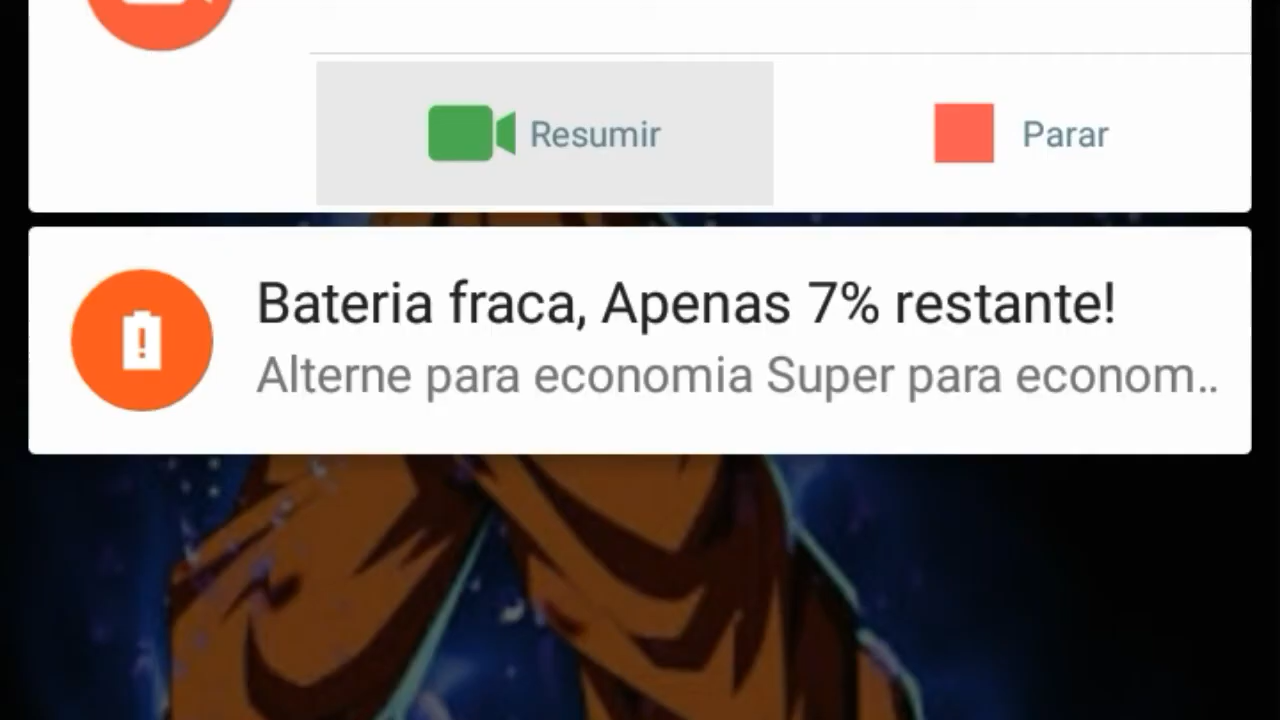 Resumir
Parar
Bateria fraca, Apenas 7% restante!
Alterne para economia Super para econom..